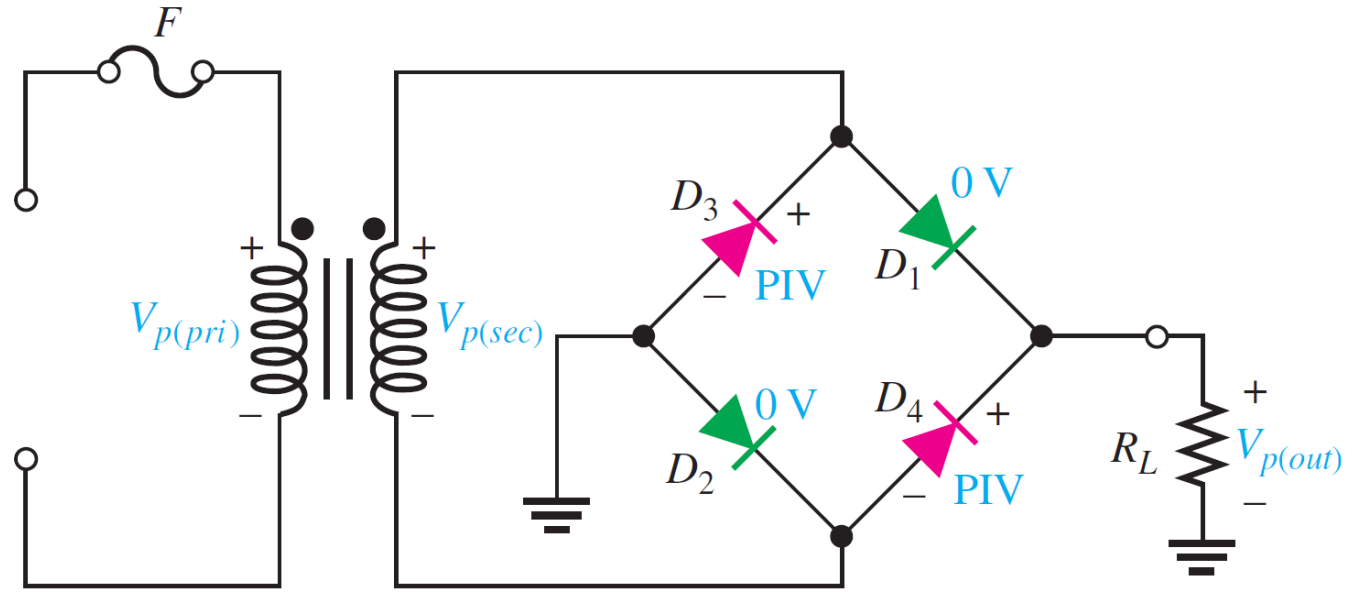 F
+ +
V_p(pri) V_p(sec)
− −
D_3 +
− PIV
0 V
D_1
0 V
D_2
D_4 +
− PIV
R_L
+
V_p(out)
−